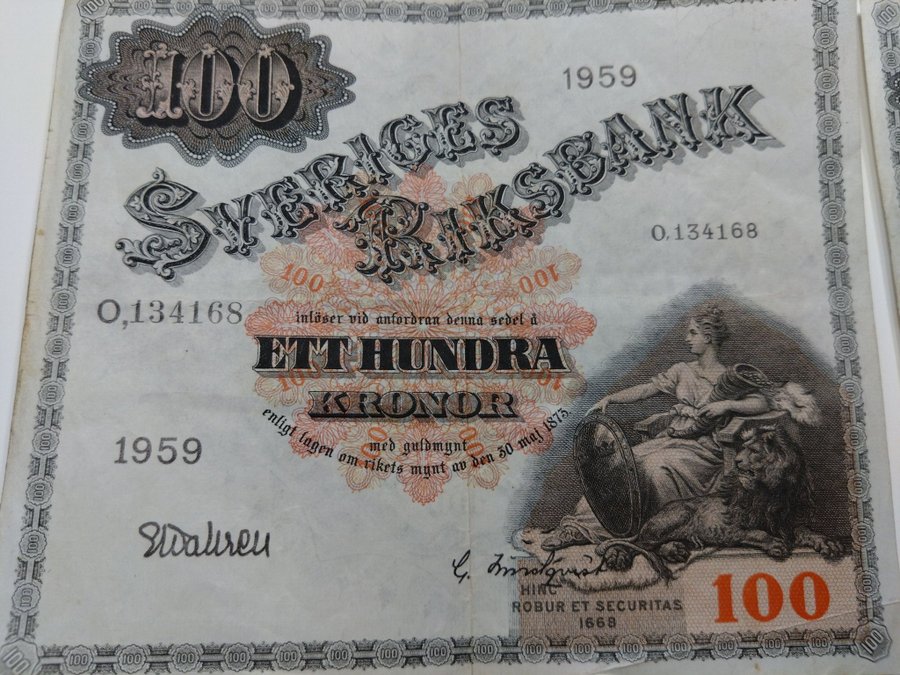 100
1959
SVERIGES RIKSBANK
O,134168
O,134168
100 100
inlöser vid anfordran denna sedel å
ETT HUNDRA
KRONOR
med guldmynt
enligt lagen om rikets mynt av den 30 maj 1873.
1959
HINC
ROBUR ET SECURITAS
1668
100